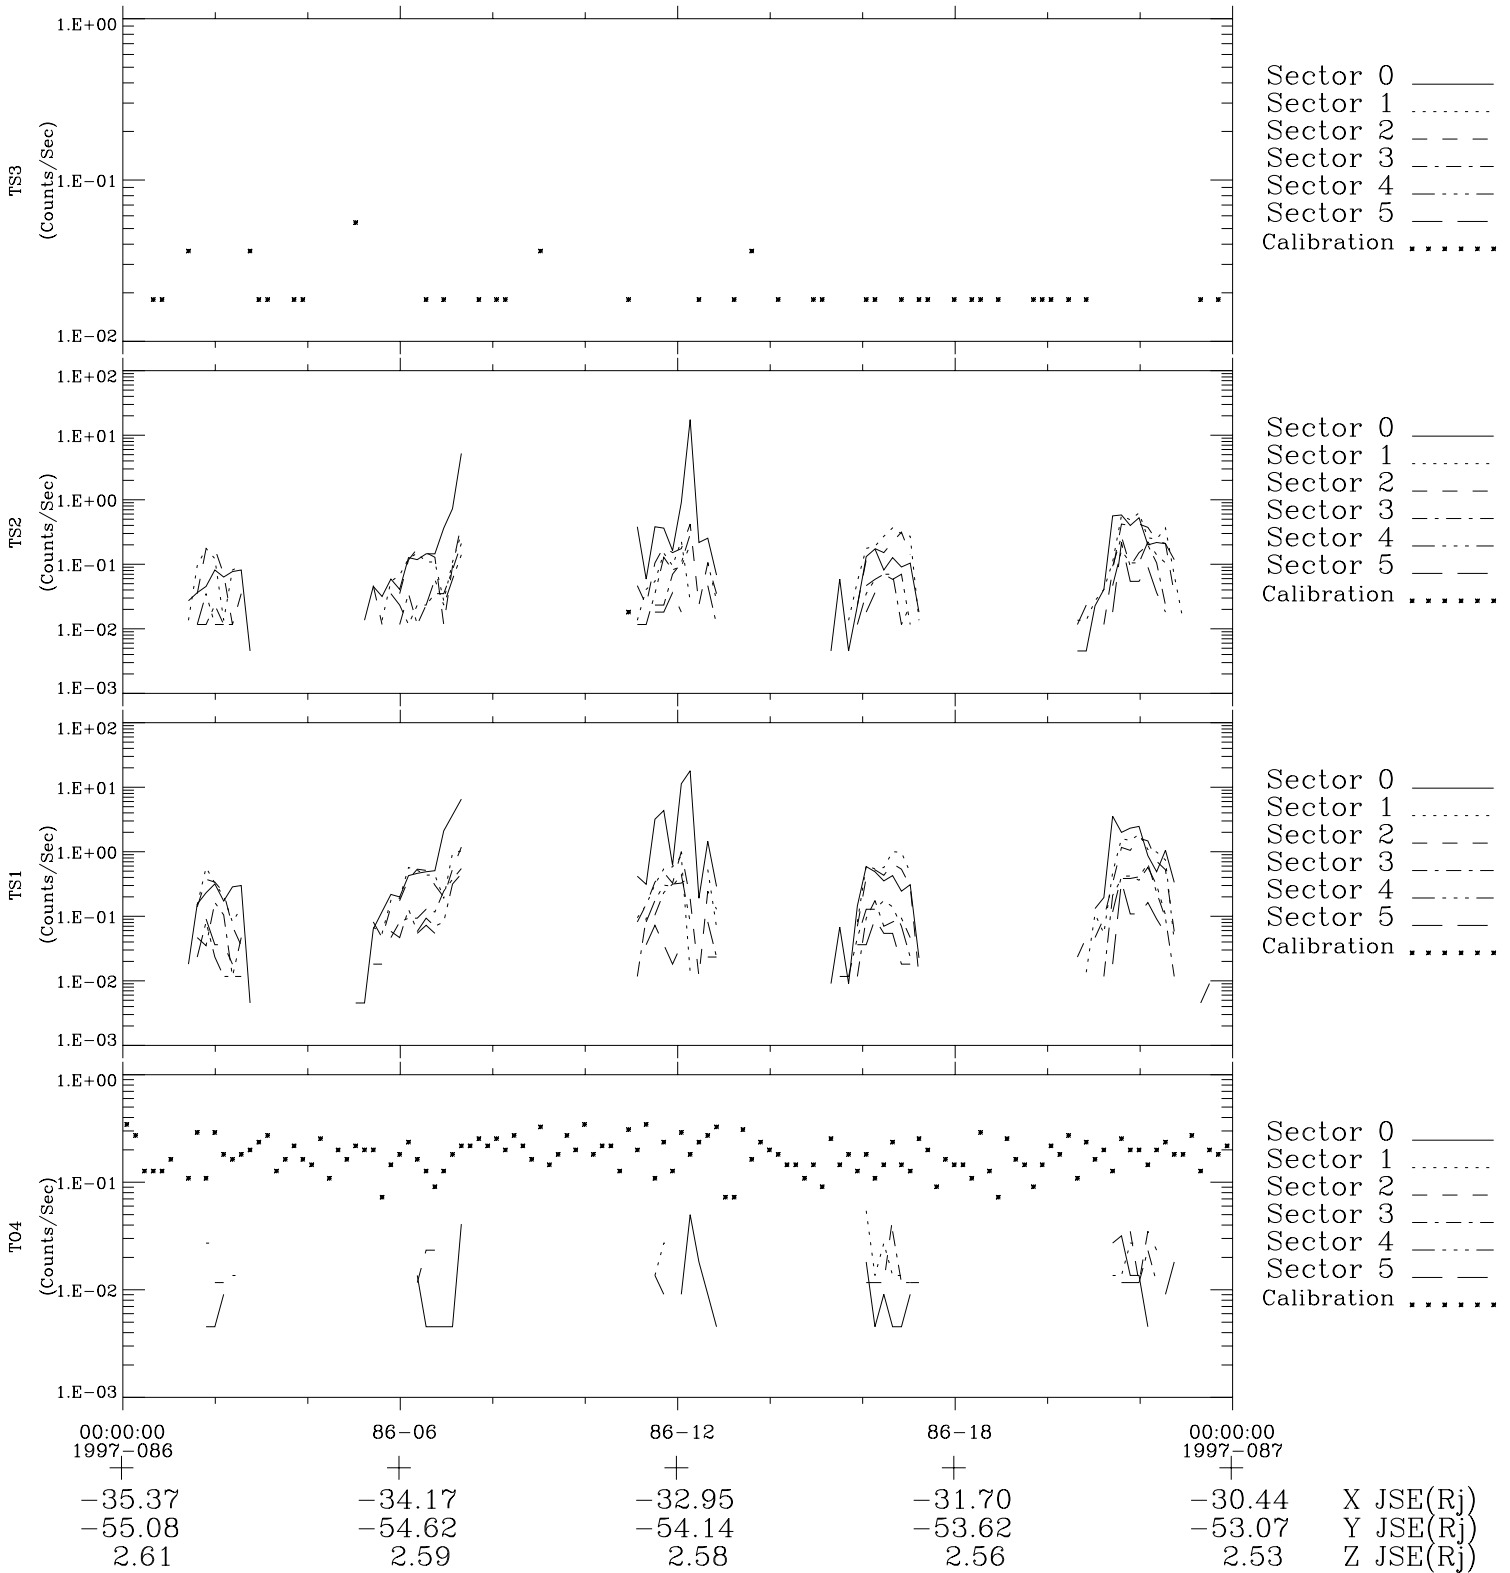 1.E+00
1.E-01
1.E-02
TS3
(Counts/Sec)
Sector 0
Sector 1
Sector 2
Sector 3
Sector 4
Sector 5
Calibration
1.E+02
1.E+01
1.E+00
1.E-01
1.E-02
1.E-03
TS2
(Counts/Sec)
Sector 0
Sector 1
Sector 2
Sector 3
Sector 4
Sector 5
Calibration
1.E+02
1.E+01
1.E+00
1.E-01
1.E-02
1.E-03
TS1
(Counts/Sec)
Sector 0
Sector 1
Sector 2
Sector 3
Sector 4
Sector 5
Calibration
1.E+00
1.E-01
1.E-02
1.E-03
TO4
(Counts/Sec)
Sector 0
Sector 1
Sector 2
Sector 3
Sector 4
Sector 5
Calibration
00:00:00 86-06 86-12 86-18 00:00:00
1997-086 1997-087
-35.37 -34.17 -32.95 -31.70 -30.44 X JSE(Rj)
-55.08 -54.62 -54.14 -53.62 -53.07 Y JSE(Rj)
2.61 2.59 2.58 2.56 2.53 Z JSE(Rj)